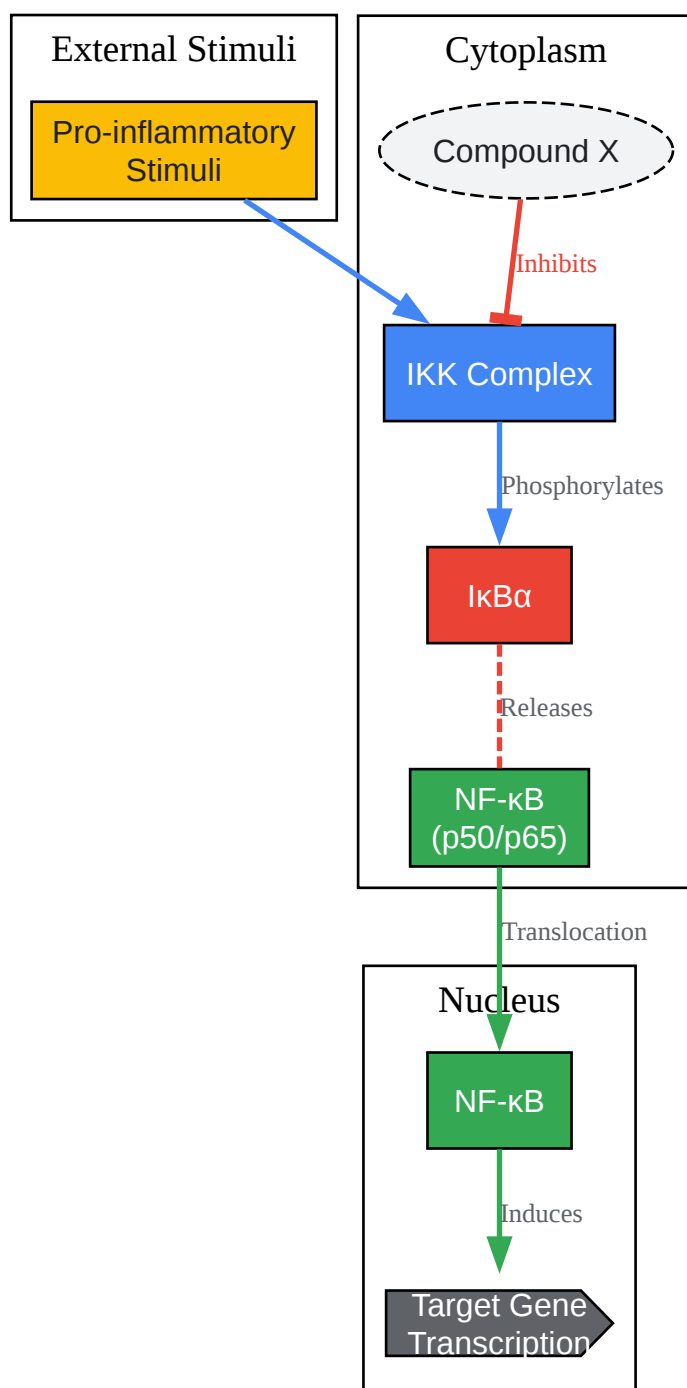 External Stimuli
Pro-inflammatory
Stimuli
Cytoplasm
Compound X
Inhibits
IKK Complex
Phosphorylates
IκBα
Releases
NF-κB
(p50/p65)
Translocation
Nucleus
NF-κB
Induces
Target Gene
Transcription